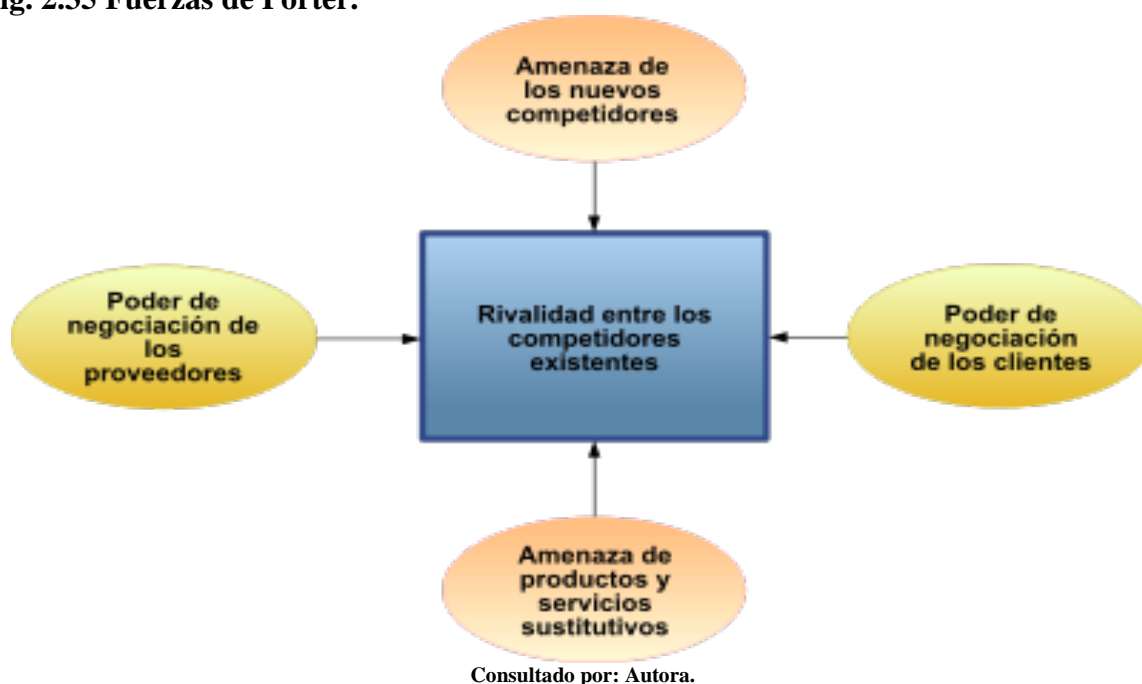 ng. 2.35 Fuerzas de Porter.
Amenaza de
los nuevos
competidores
Poder de
negociación de
los
proveedores
Rivalidad entre los
competidores
existentes
Poder de
negociación
de los clientes
Amenaza de
productos y
servicios
sustitutivos
Consultado por: Autora.